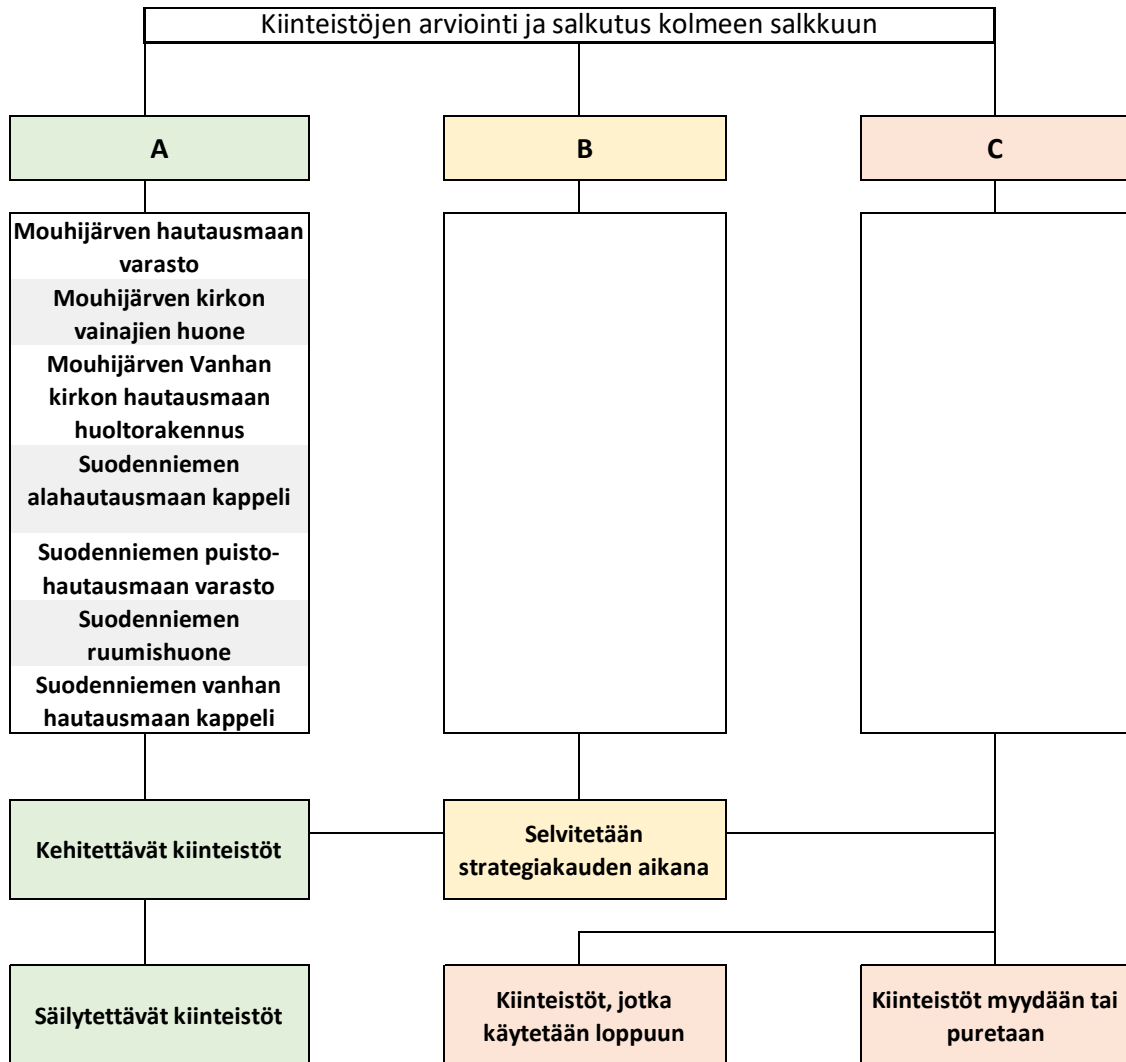 Kiinteistöjen arviointi ja salkutus kolmeen salkkuun
A
B
C
Mouhijärven hautausmaan
varasto
Mouhijärven kirkon
vainajien huone
Mouhijärven Vanhan
kirkon hautausmaan
huoltorakennus
Suodenniemen
alahautausmaan kappeli
Suodenniemen puisto-
hautausmaan varasto
Suodenniemen
ruumishuone
Suodenniemen vanhan
hautausmaan kappeli
Kehitettävät kiinteistöt
Selvitetään
strategiakauden aikana
Säilytettävät kiinteistöt
Kiinteistöt, jotka
käytetään loppuun
Kiinteistöt myydään tai
puretaan